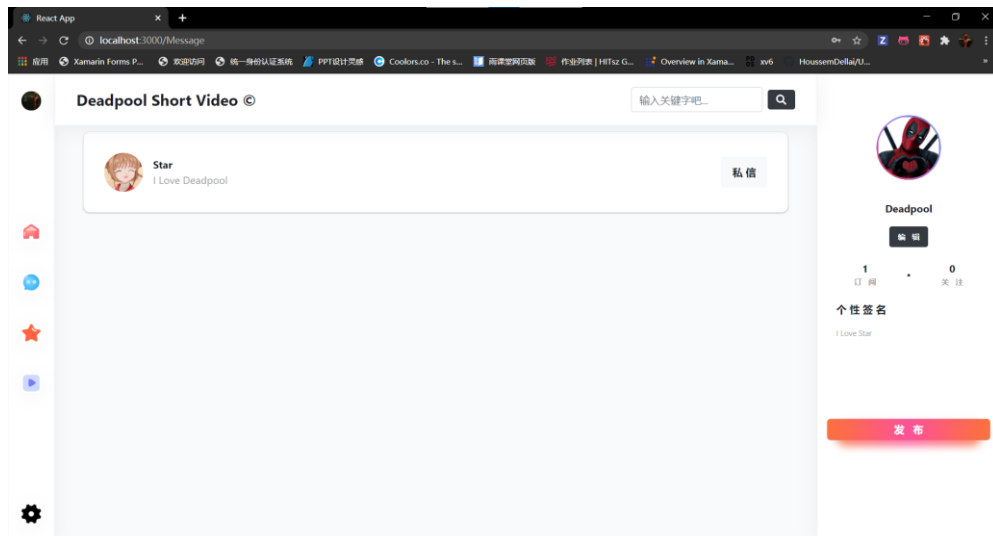 React App
localhost:3000/Message
应用 Xamarin Forms P... 欢迎访问 统一身份认证系统 PPT设计灵感 Coolors.co - The s... 雨课堂网页版 作业列表 | HITsz G... Overview in Xama... xv6 HoussemDellai/U...
Deadpool Short Video ©
输入关键字吧...
Star
I Love Deadpool
私 信
Deadpool
编 辑
1 • 0
订 阅 关 注
个 性 签 名
I Love Star
发 布